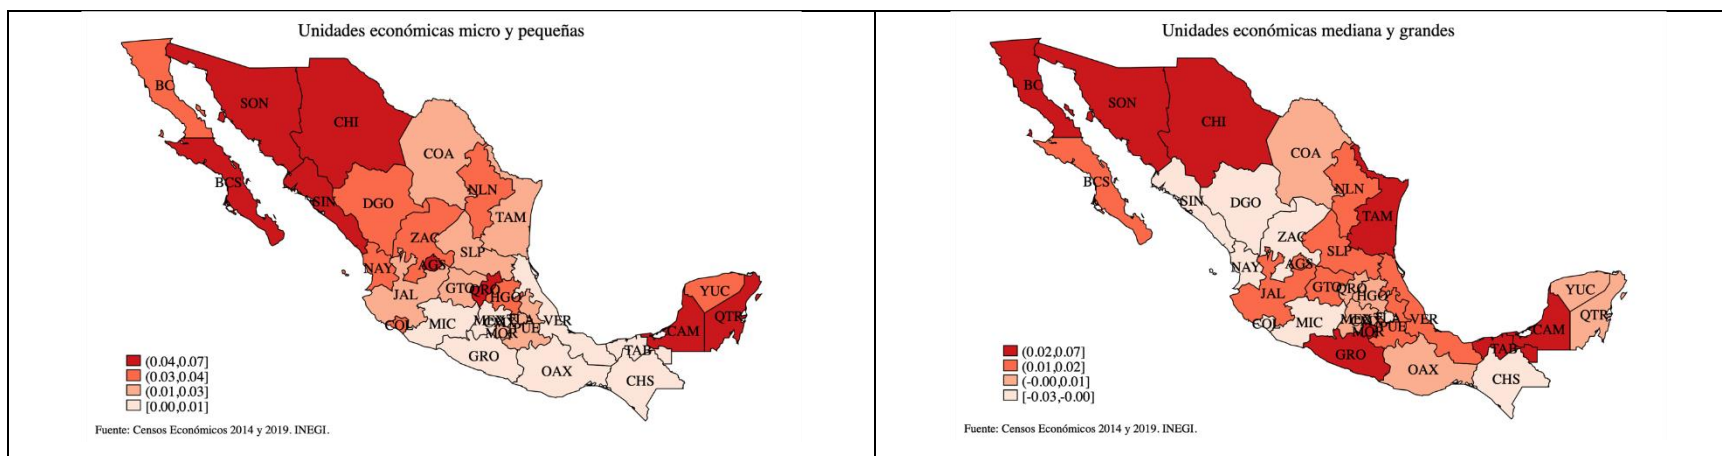 Unidades económicas micro y pequeñas
BC
SON
CHI
COA
BCS
SIN
DGO
NLN
TAM
ZAC
SLP
NAY
AGS
JAL
GTO
QRO
HGO
COL
MIC
MOR
PUE
VER
GRO
OAX
TAB
CHS
CAM
YUC
QTR
(0.04,0.07]
(0.03,0.04]
(0.01,0.03]
[0.00,0.01]
Fuente: Censos Económicos 2014 y 2019. INEGI.
Unidades económicas mediana y grandes
BC
SON
CHI
COA
BCS
SIN
DGO
NLN
TAM
ZAC
SLP
NAY
AGS
JAL
GTO
QRO
HGO
COL
MIC
MOR
PUE
VER
GRO
OAX
TAB
CHS
CAM
YUC
QTR
(0.02,0.07]
(0.01,0.02]
(-0.00,0.01]
[-0.03,-0.00]
Fuente: Censos Económicos 2014 y 2019. INEGI.